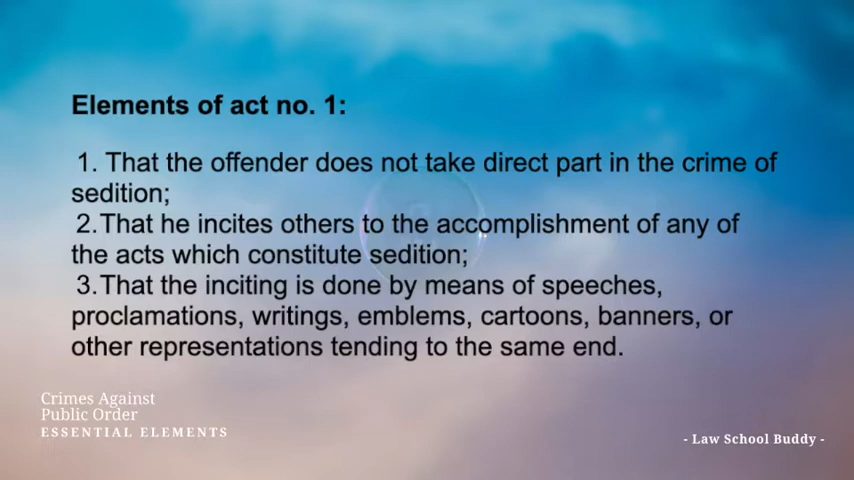 Elements of act no. 1:
1. That the offender does not take direct part in the crime of
sedition;
2.That he incites others to the accomplishment of any of
the acts which constitute sedition;
3.That the inciting is done by means of speeches,
proclamations, writings, emblems, cartoons, banners, or
other representations tending to the same end.
Crimes Against
Public Order
ESSENTIAL ELEMENTS
- Law School Buddy -